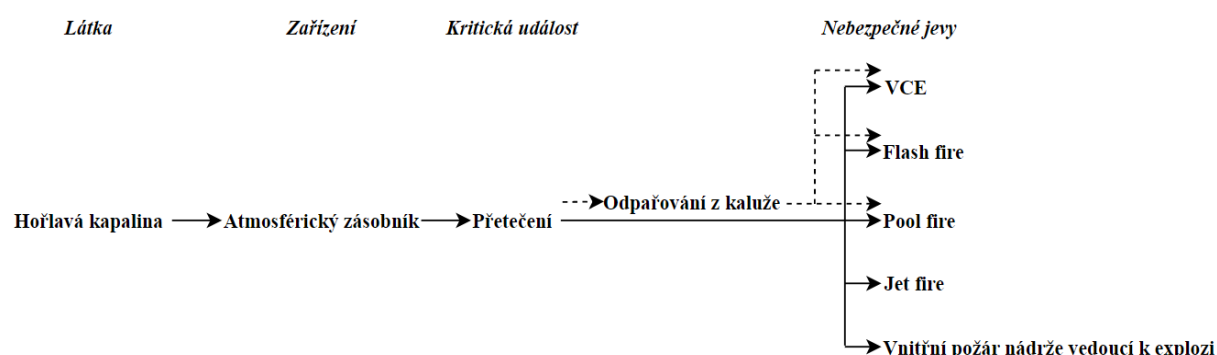 Látka Zařízení Kritická událost Nebezpečné jevy
VCE
Flash fire
Odpařování z kaluže
Hořlavá kapalina Atmosférický zásobník Přetečení Pool fire
Jet fire
Vnitřní požár nádrže vedoucí k explozi